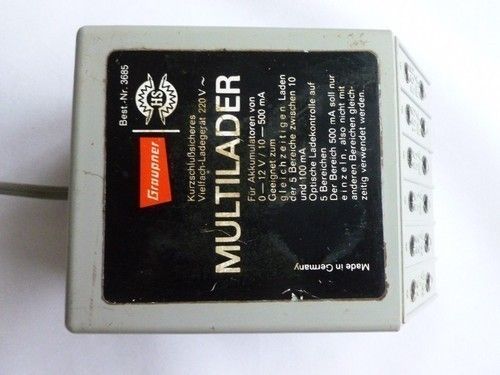 Best.-Nr. 3685
HS
Graupner
Kurzschlußsicheres
Vielfach-Ladegerät 220 V ~
MULTILADER
Für Akkumulatoren von
0 — 12 V / 10 — 500 mA
Geeignet zum
gleichzeitigen Laden
der 5 Bereiche zwischen 10
und 100 mA
Optische Ladekontrolle auf
5 Bereichen
Der Bereich 500 mA soll nur
einzeln, also nicht mit
anderen Bereichen gleich-
zeitig verwendet werden.
Made in Germany